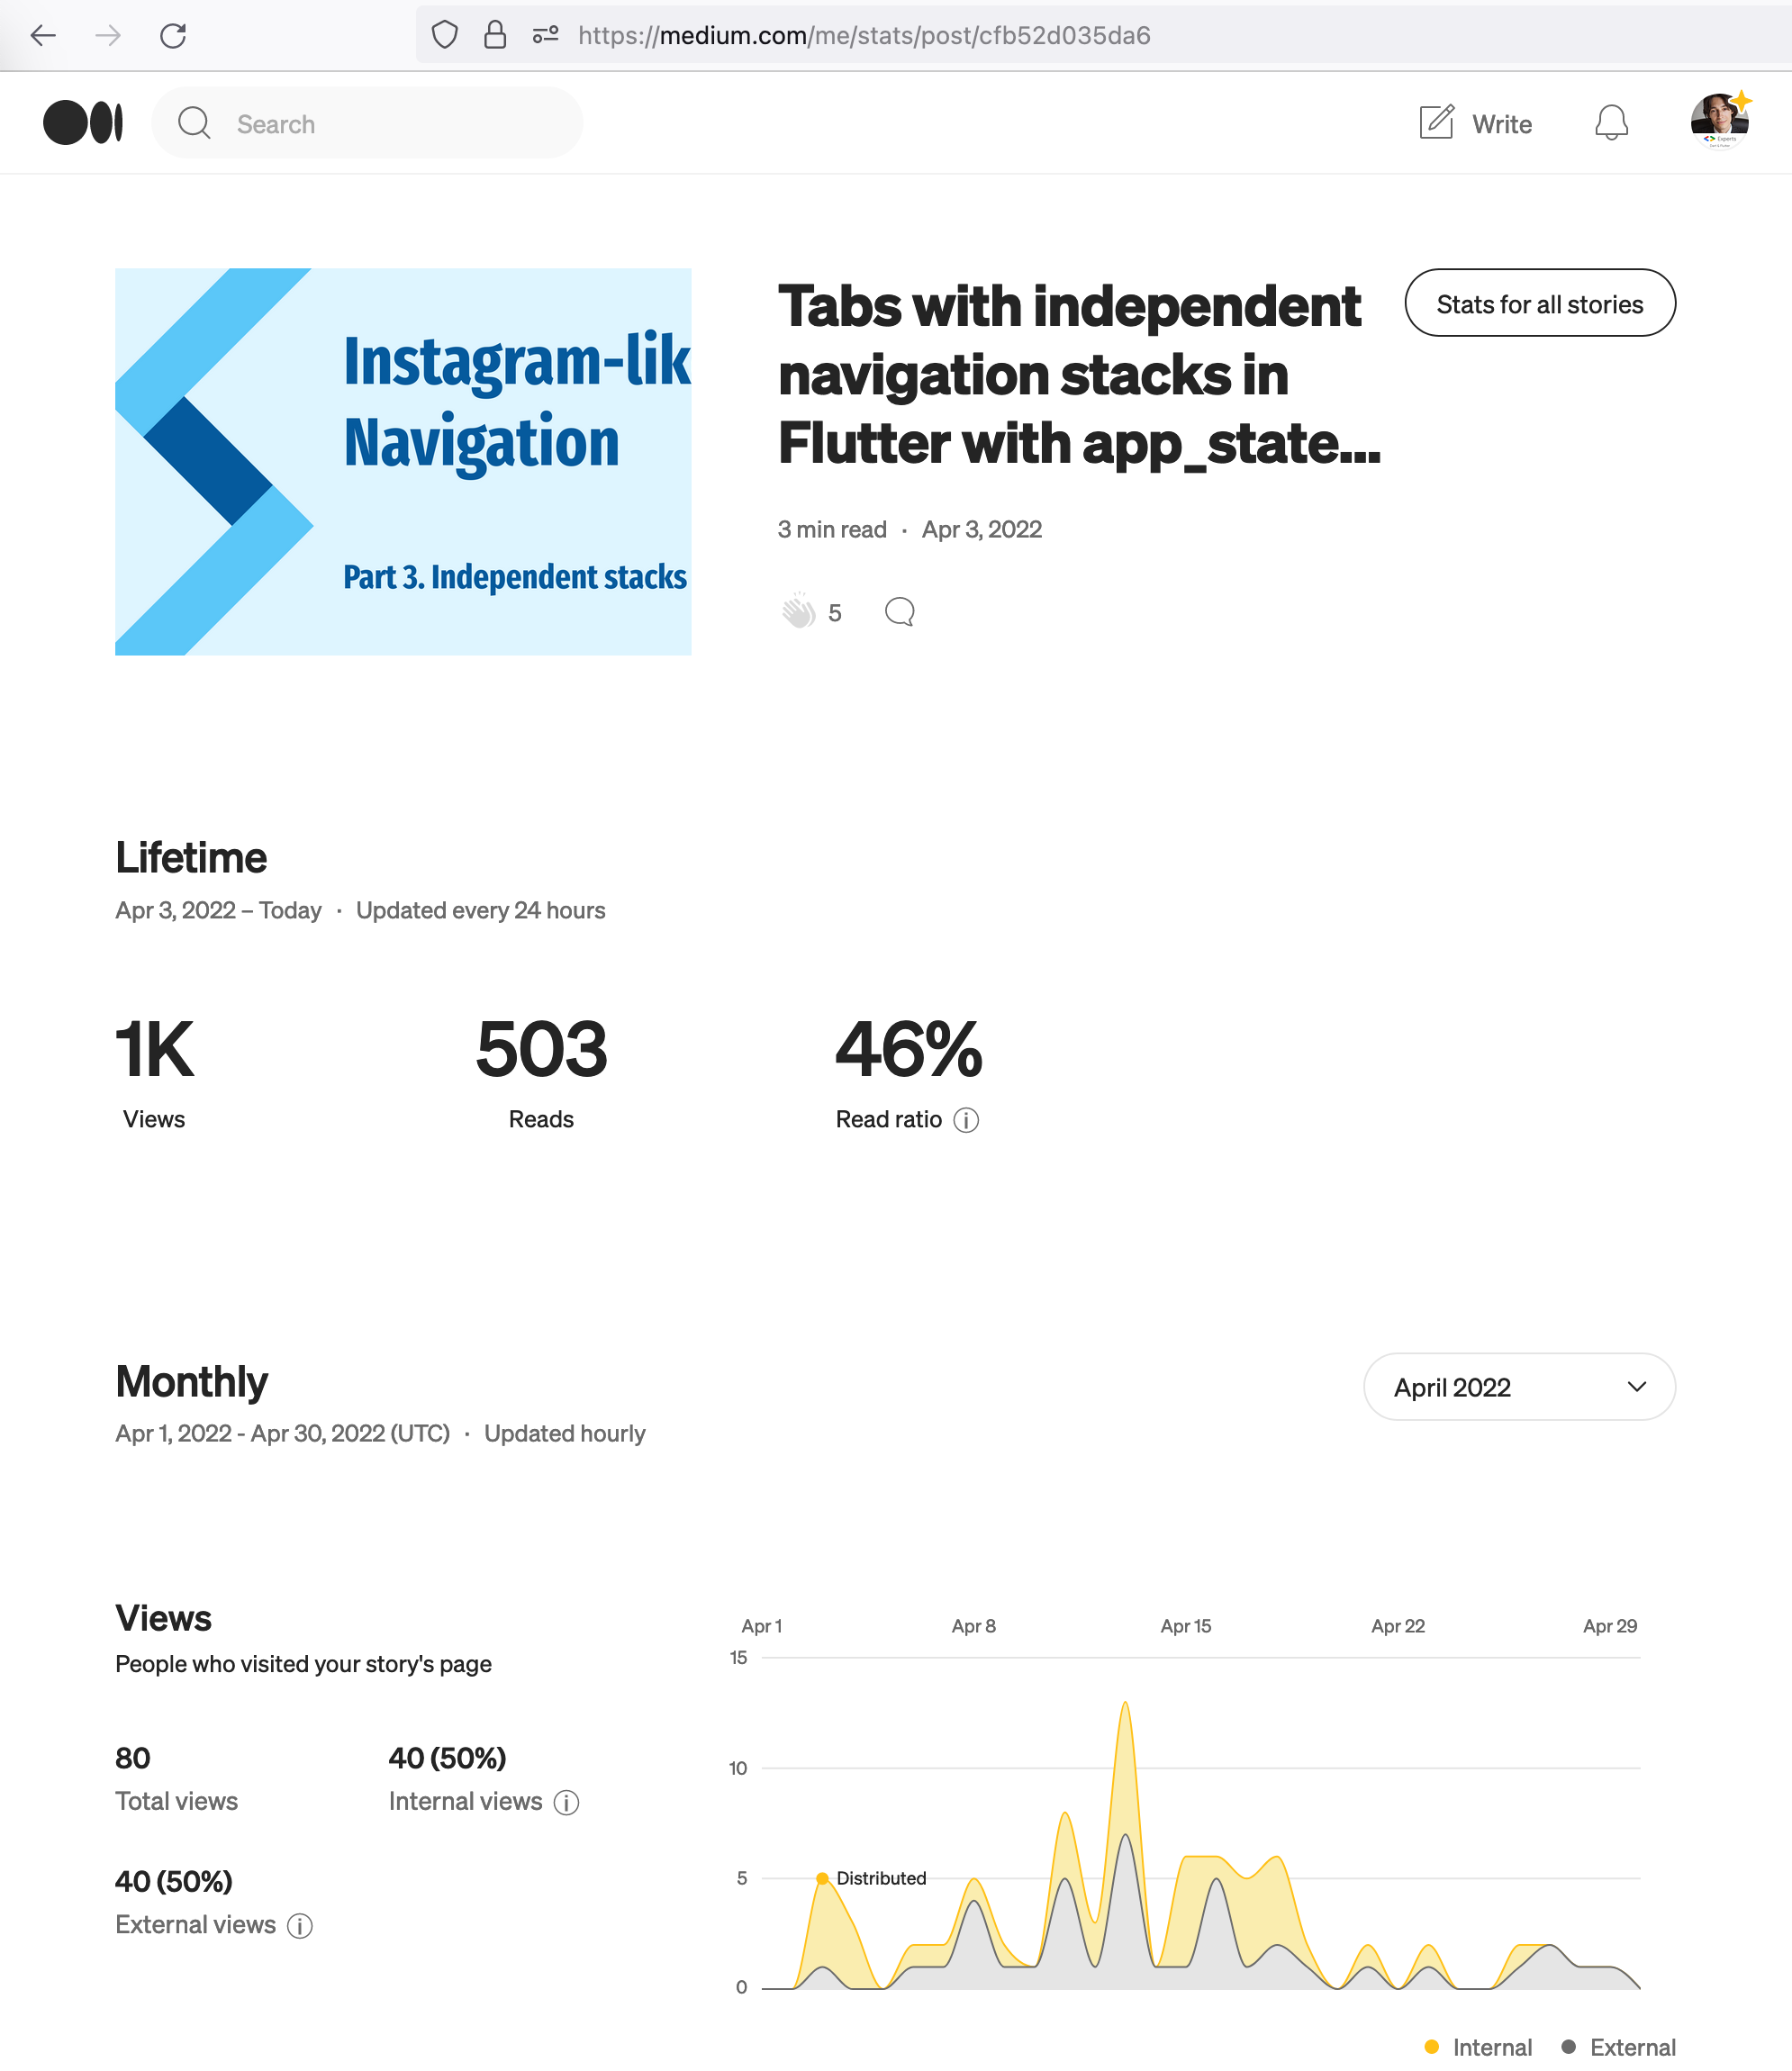 https://medium.com/me/stats/post/cfb52d035da6
Search
Write
Instagram-lik
Navigation
Part 3. Independent stacks
Tabs with independent
navigation stacks in
Flutter with app_state...
Stats for all stories
3 min read · Apr 3, 2022
5
Lifetime
Apr 3, 2022 – Today · Updated every 24 hours
1K
Views
503
Reads
46%
Read ratio
Monthly
Apr 1, 2022 - Apr 30, 2022 (UTC) · Updated hourly
April 2022
Views
People who visited your story's page
80
Total views
40 (50%)
Internal views
40 (50%)
External views
Apr 1 Apr 8 Apr 15 Apr 22 Apr 29
15
10
5
Distributed
0
Internal External